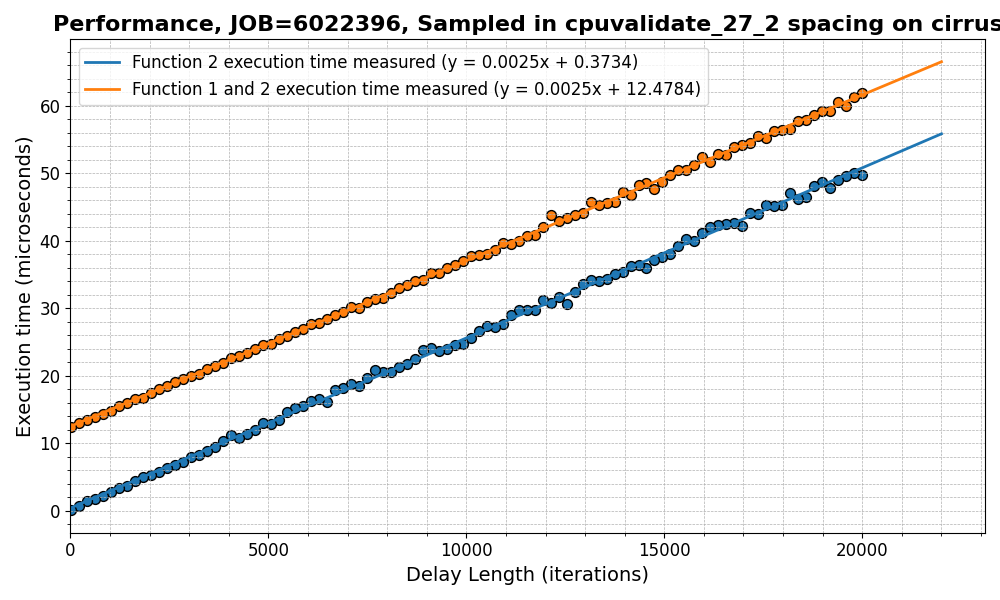 Performance, JOB=6022396, Sampled in cpuvalidate_27_2 spacing on cirrus
Function 2 execution time measured (y = 0.0025x + 0.3734)
Function 1 and 2 execution time measured (y = 0.0025x + 12.4784)
Execution time (microseconds)
60
50
40
30
20
10
0
0 5000 10000 15000 20000
Delay Length (iterations)